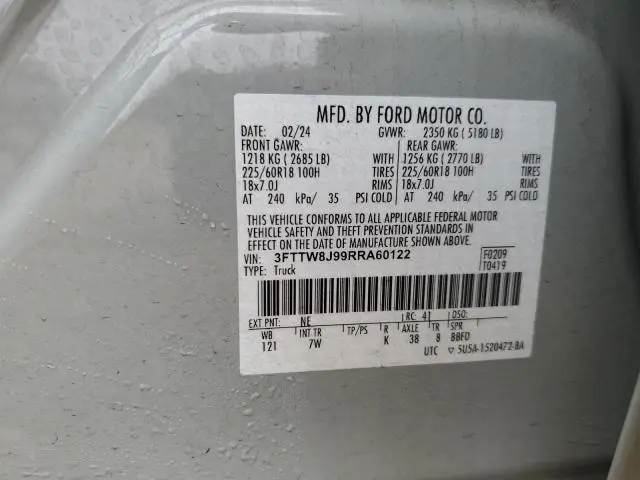 MFD. BY FORD MOTOR CO.
DATE: 02/24 GVWR: 2350 KG ( 5180 LB)
FRONT GAWR: REAR GAWR:
1218 KG ( 2685 LB) WITH 1256 KG ( 2770 LB) WITH
225/60R18 100H TIRES 225/60R18 100H TIRES
18x7.0J RIMS 18x7.0J RIMS
AT 240 kPa/ 35 PSI COLD AT 240 kPa/ 35 PSI COLD
THIS VEHICLE CONFORMS TO ALL APPLICABLE FEDERAL MOTOR
VEHICLE SAFETY AND THEFT PREVENTION STANDARDS IN
EFFECT ON THE DATE OF MANUFACTURE SHOWN ABOVE.
VIN: 3FTTW8J99RRA60122 F0209
TYPE: Truck T0419
EXT PNT: NE RC: 41 DSO:
WB INT TR TP/PS R AXLE TR SPR
121 7W K 38 8 BBFD
UTC ▽ 5U5A-1520472-BA